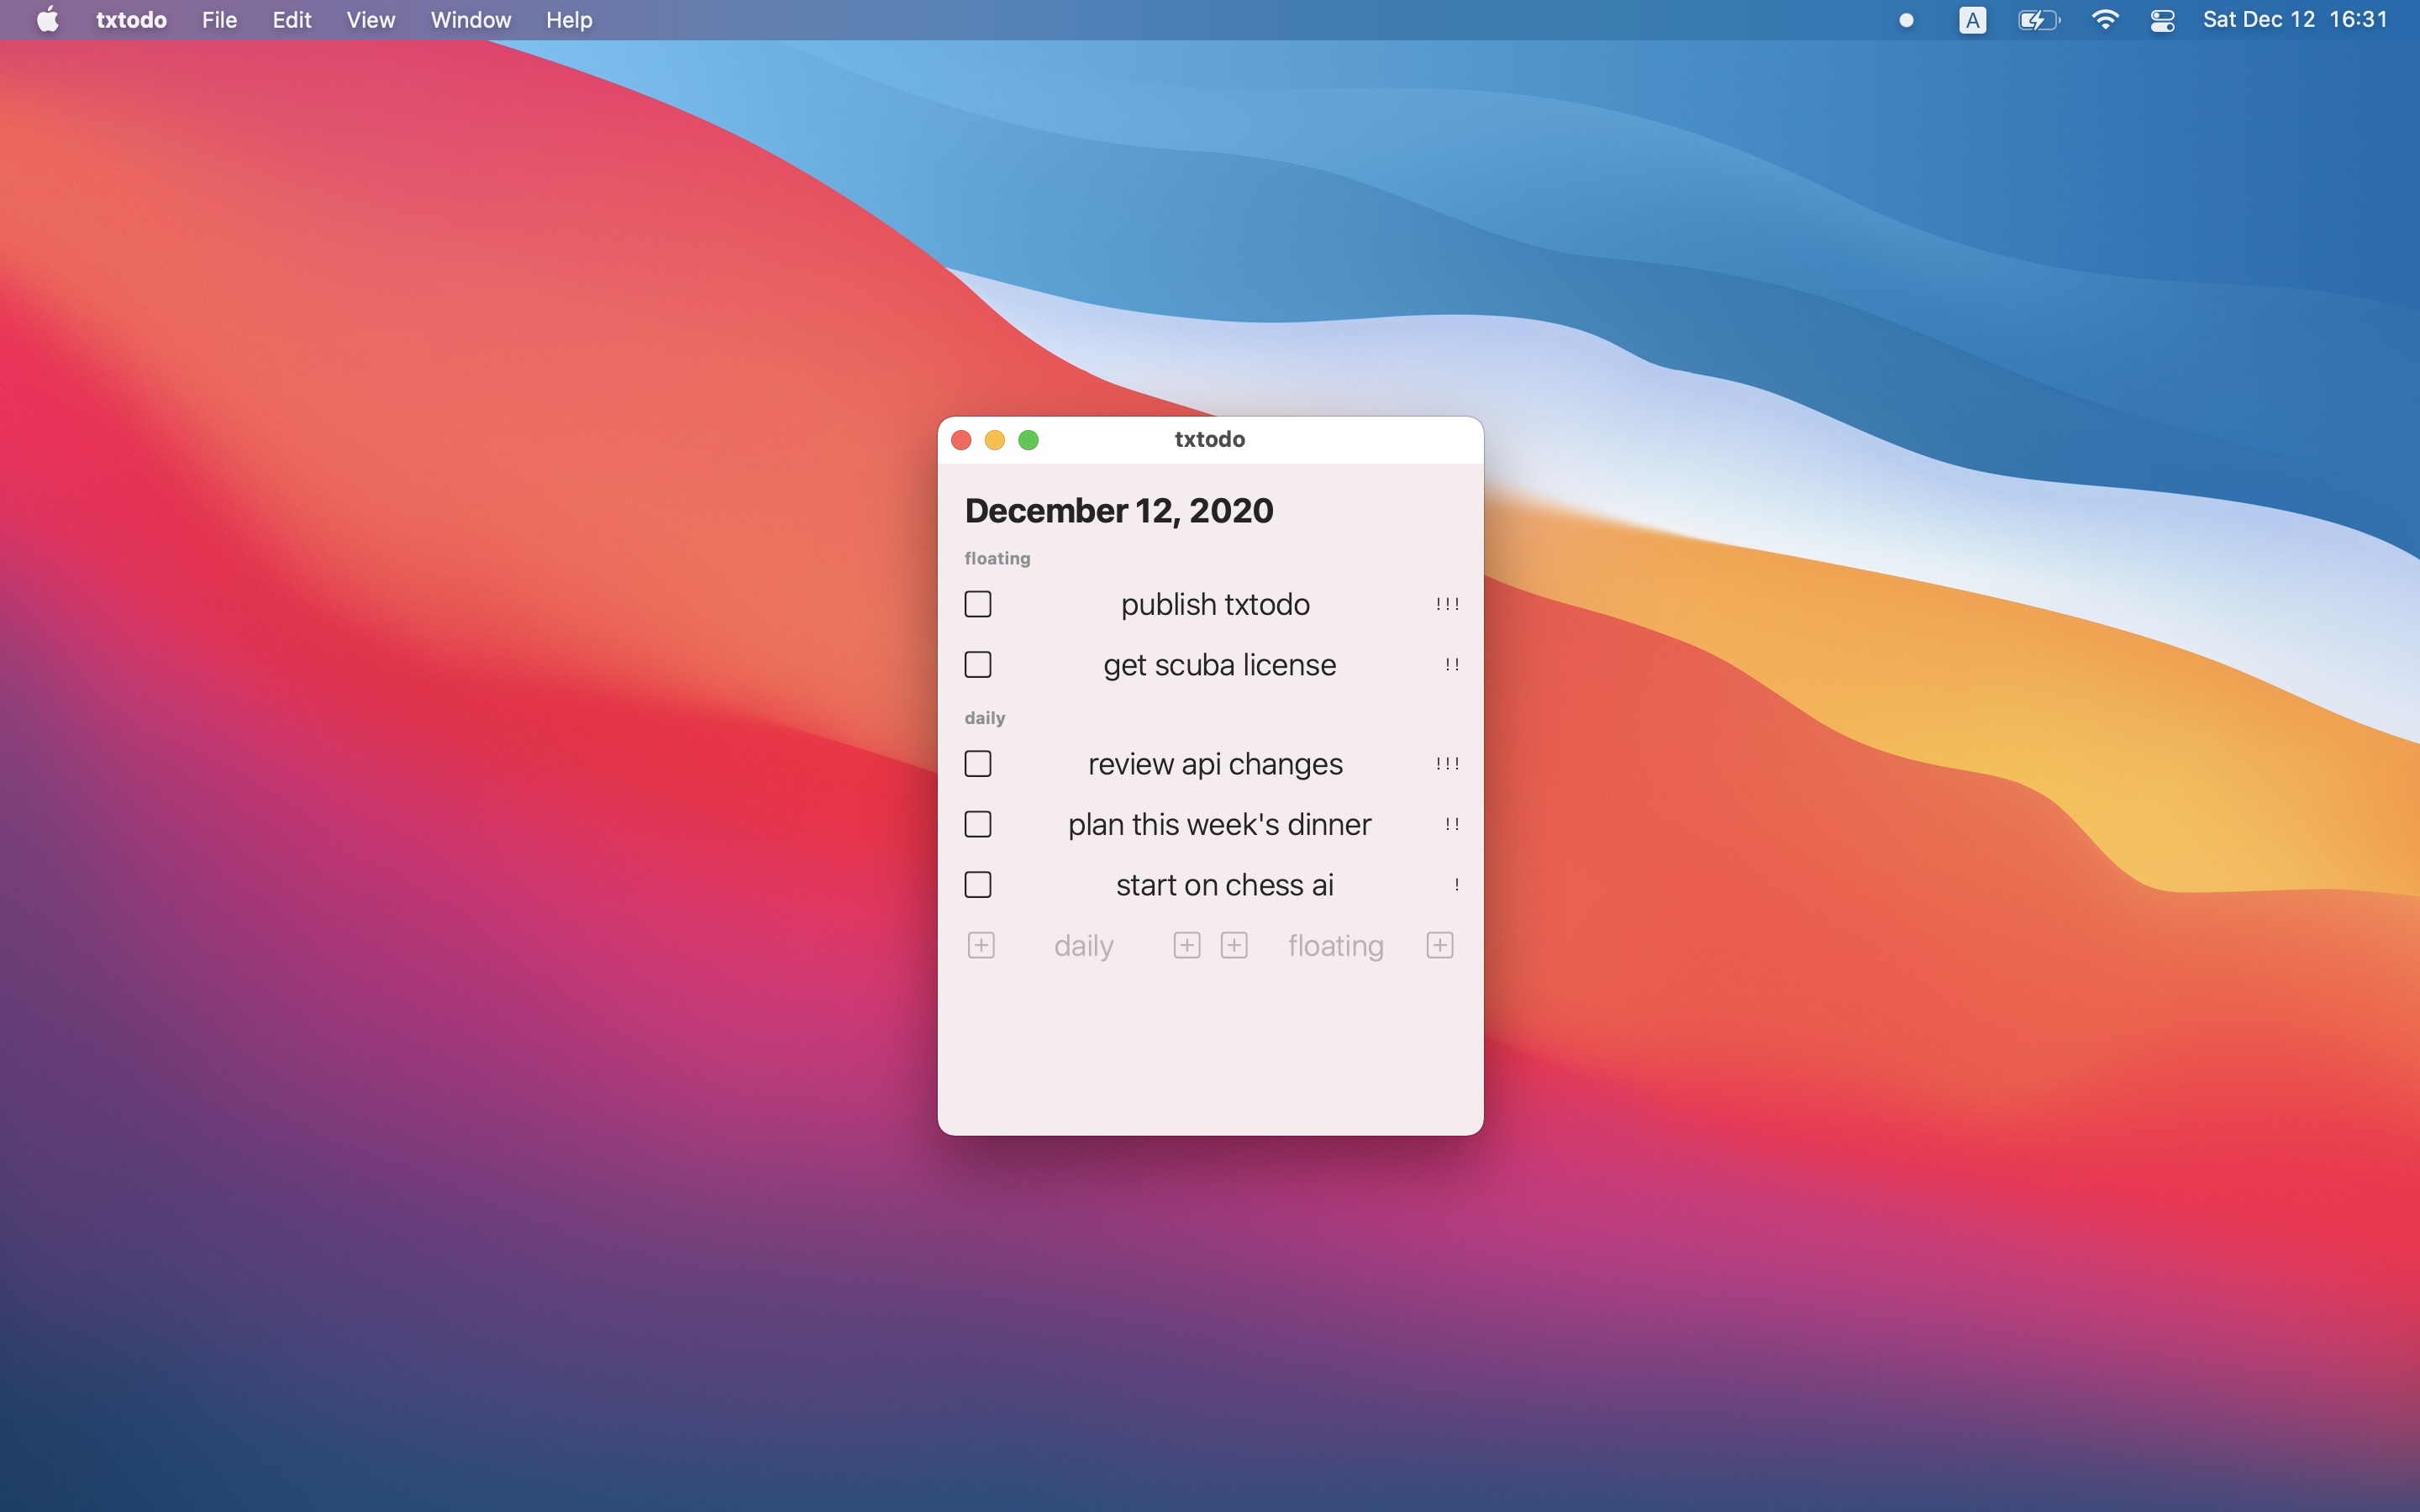 txtodo File Edit View Window Help A Sat Dec 12 16:31
txtodo
December 12, 2020
floating
publish txtodo !!!
get scuba license !!
daily
review api changes !!!
plan this week's dinner !!
start on chess ai !
daily floating